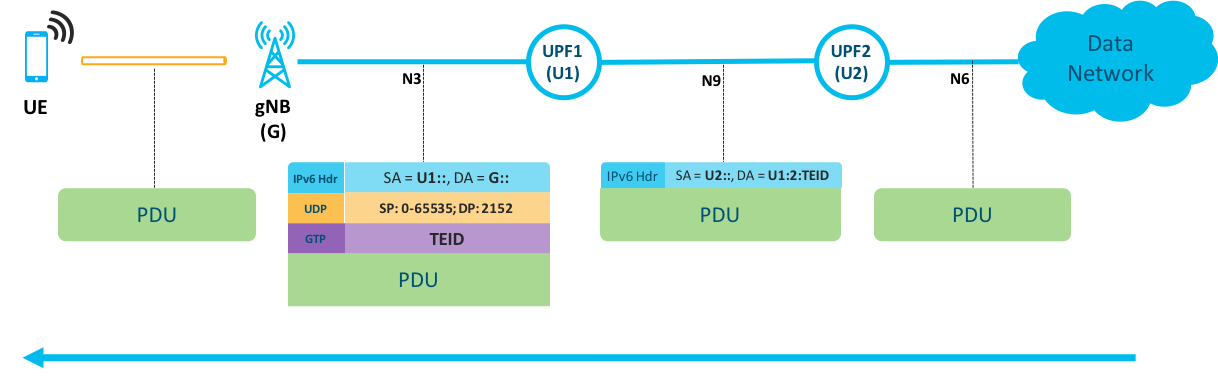 UE
gNB
(G)
N3
UPF1
(U1)
N9
UPF2
(U2)
N6
Data
Network
PDU
IPv6 Hdr
SA = U1::, DA = G::
UDP
SP: 0-65535; DP: 2152
GTP
TEID
PDU
IPv6 Hdr
SA = U2::, DA = U1:2:TEID
PDU
PDU